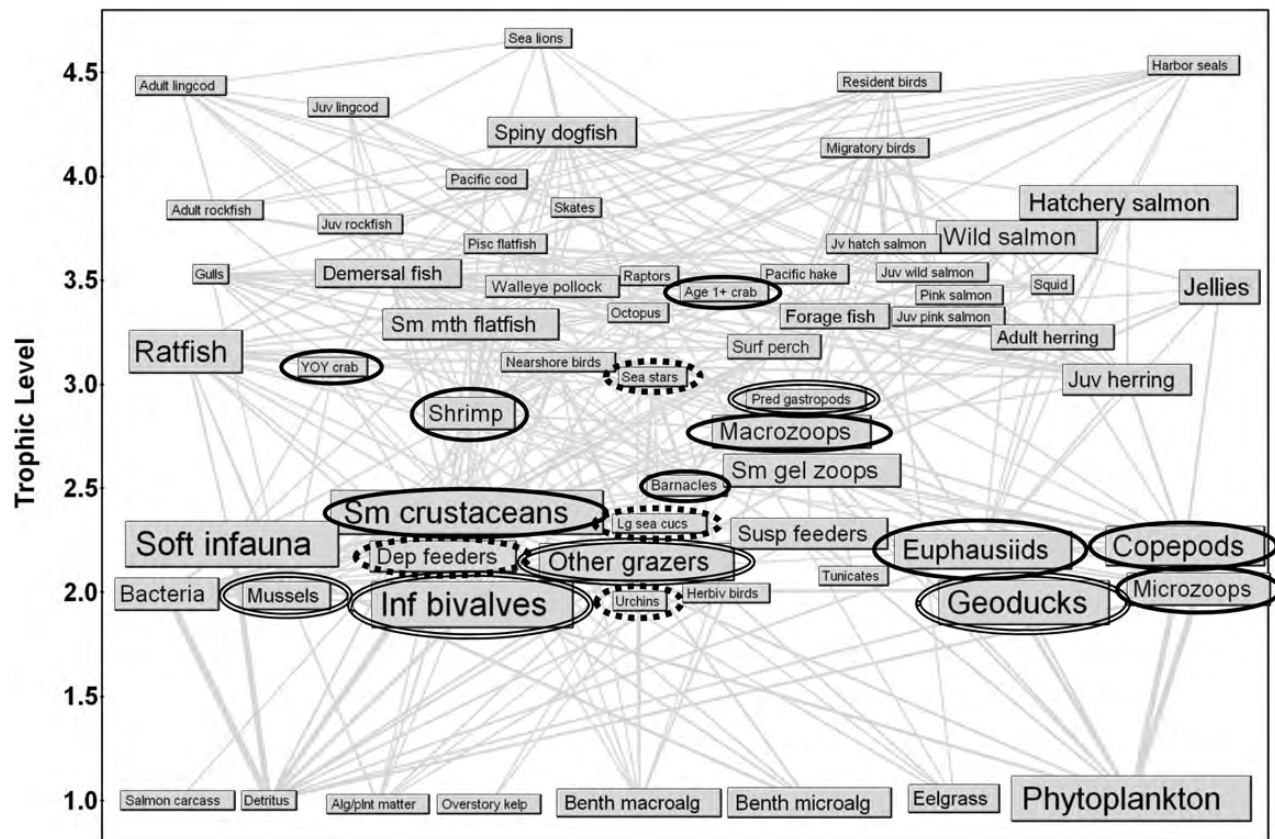 Trophic Level
4.5
4.0
3.5
3.0
2.5
2.0
1.5
1.0
Sea lions
Harbor seals
Adult lingcod
Resident birds
Juv lingcod
Spiny dogfish
Migratory birds
Pacific cod
Hatchery salmon
Adult rockfish
Skates
Juv rockfish
Wild salmon
Pisc flatfish
Jv hatch salmon
Gulls
Demersal fish
Raptors
Pacific hake
Juv wild salmon
Walleye pollock
Age 1+ crab
Squid
Jellies
Pink salmon
Octopus
Forage fish
Juv pink salmon
Sm mth flatfish
Adult herring
Ratfish
Surf perch
YOY crab
Nearshore birds
Sea stars
Juv herring
Pred gastropods
Shrimp
Macrozoops
Sm gel zoops
Barnacles
Sm crustaceans
Lg sea cucs
Soft infauna
Susp feeders
Euphausiids
Copepods
Dep feeders
Other grazers
Tunicates
Bacteria
Mussels
Inf bivalves
Urchins
Herbiv birds
Geoducks
Microzoops
Salmon carcass
Detritus
Alg/plnt matter
Overstory kelp
Benth macroalg
Benth microalg
Eelgrass
Phytoplankton